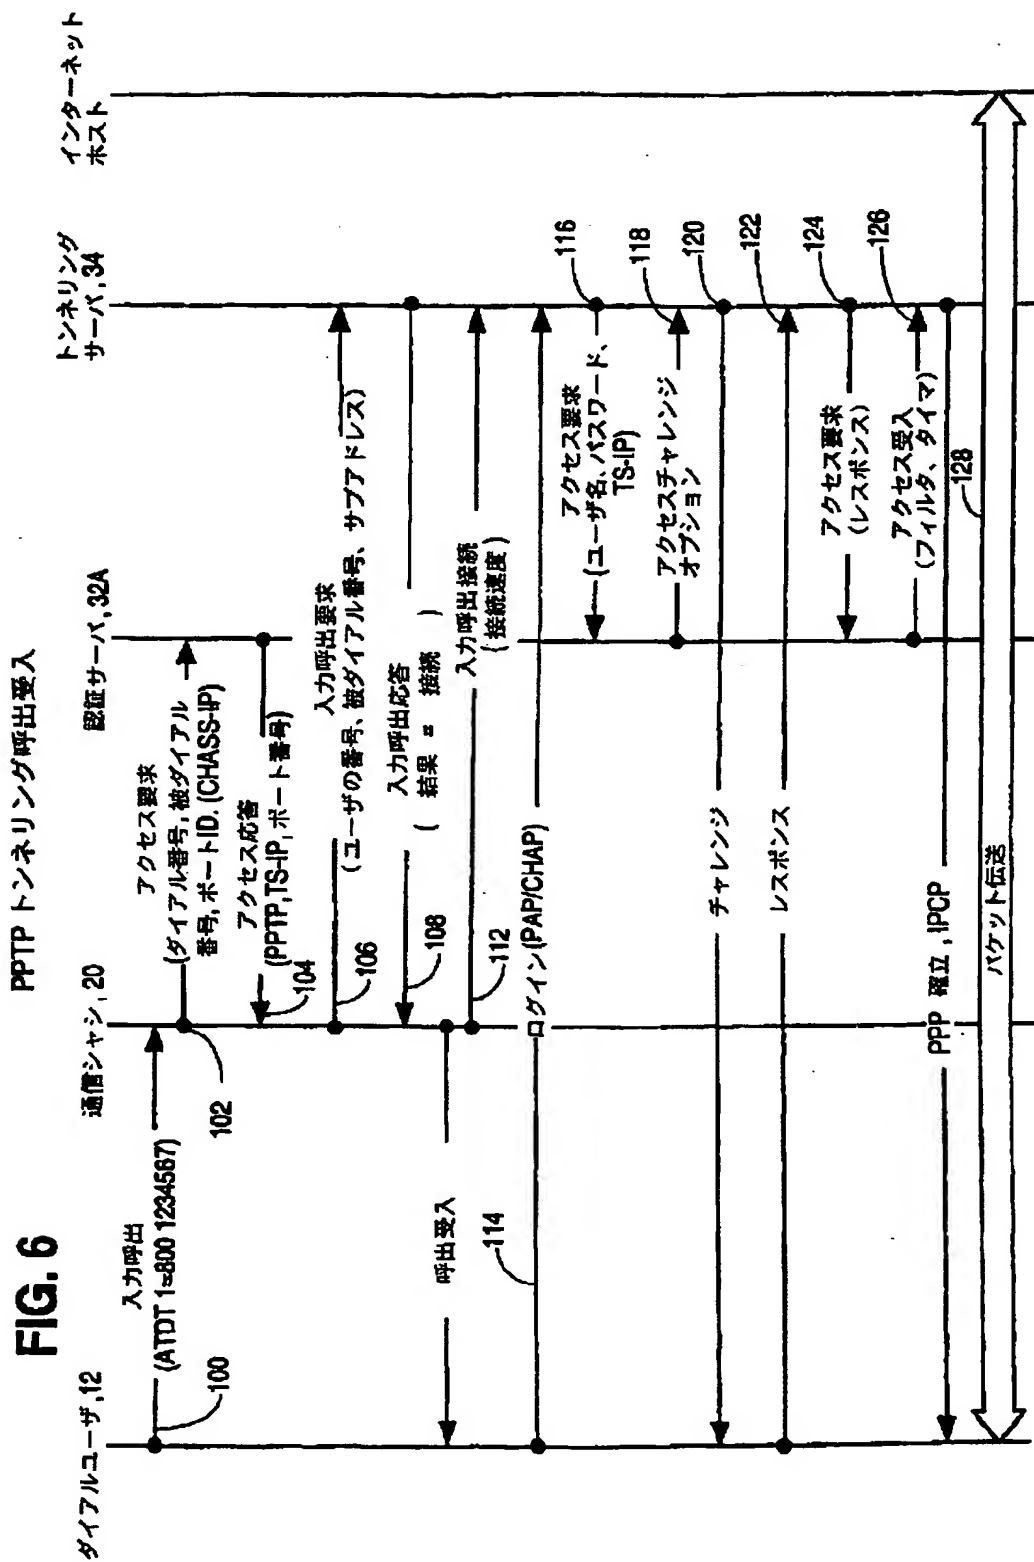 FIG. 6
PPTP トンネリング呼出受入
ダイアルユーザ,12
通信シャシ, 20
認証サーバ, 32A
トンネリング
サーバ, 34
インターネット
ホスト
入力呼出
(ATDT 1=800 1234567)
100
アクセス要求
(ダイアル番号, 被ダイアル
番号, ポートID. (CHASS-IP)
102
アクセス応答
(PPTP,TS-IP, ポート番号)
104
入力呼出要求
(ユーザの番号、被ダイアル番号、サブアドレス)
106
入力呼出応答
( 結果 = 接続 )
108
呼出受入
入力呼出接続
(接続速度)
112
ログイン(PAP/CHAP)
114
アクセス要求
(ユーザ名、パスワード、
TS-IP)
116
アクセスチャレンジ
オプション
118
チャレンジ
120
レスポンス
122
アクセス要求
(レスポンス)
124
アクセス受入
(フィルタ、タイマ)
126
PPP 確立, IPCP
パケット伝送
128